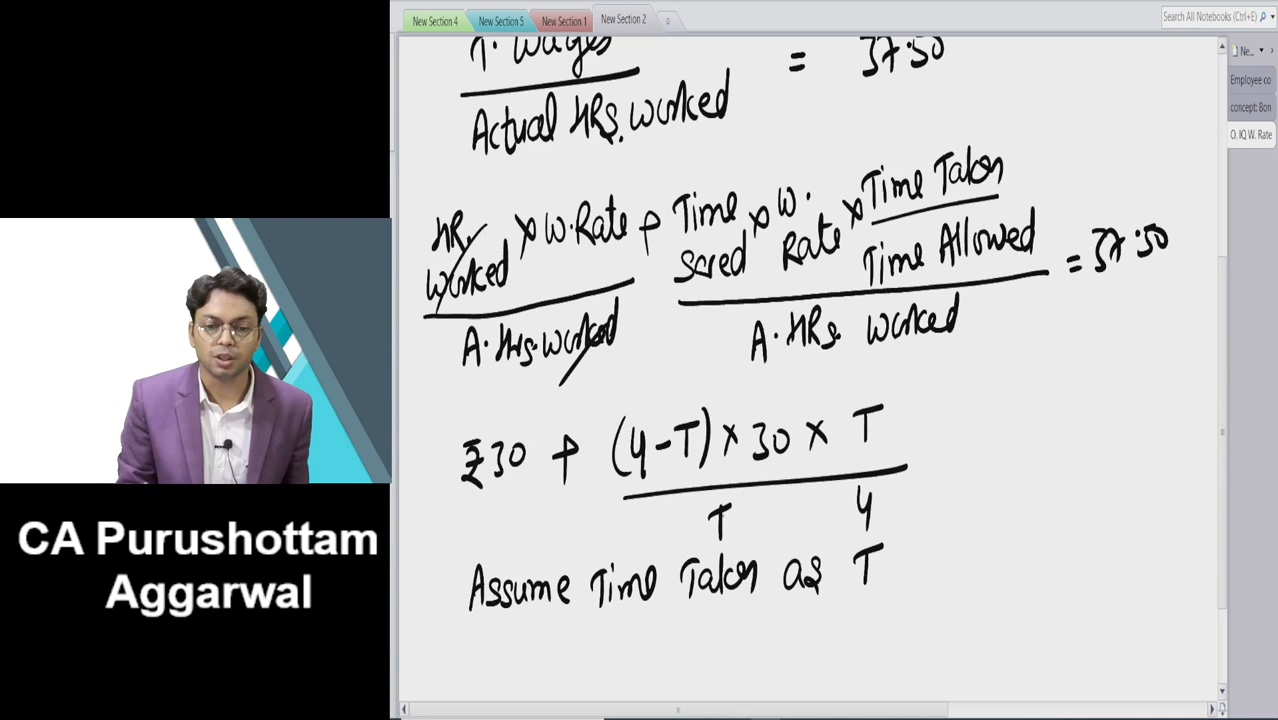 New Section 4 New Section 5 New Section 1 New Section 2
Search All Notebooks (Ctrl+E)
Ne...
Employee co
concept: Bon
O. IQ W. Rate
T. Wages
Actual HRs. Worked
= 37.50
HRs Worked × W. Rate + Time saved × W. Rate × Time Taken
Time Allowed
A. Hrs. Worked
A. HRs. Worked
= 37.50
₹30 + (4-T) × 30 × T
T 4
Assume Time Taken as T
CA Purushottam
Aggarwal